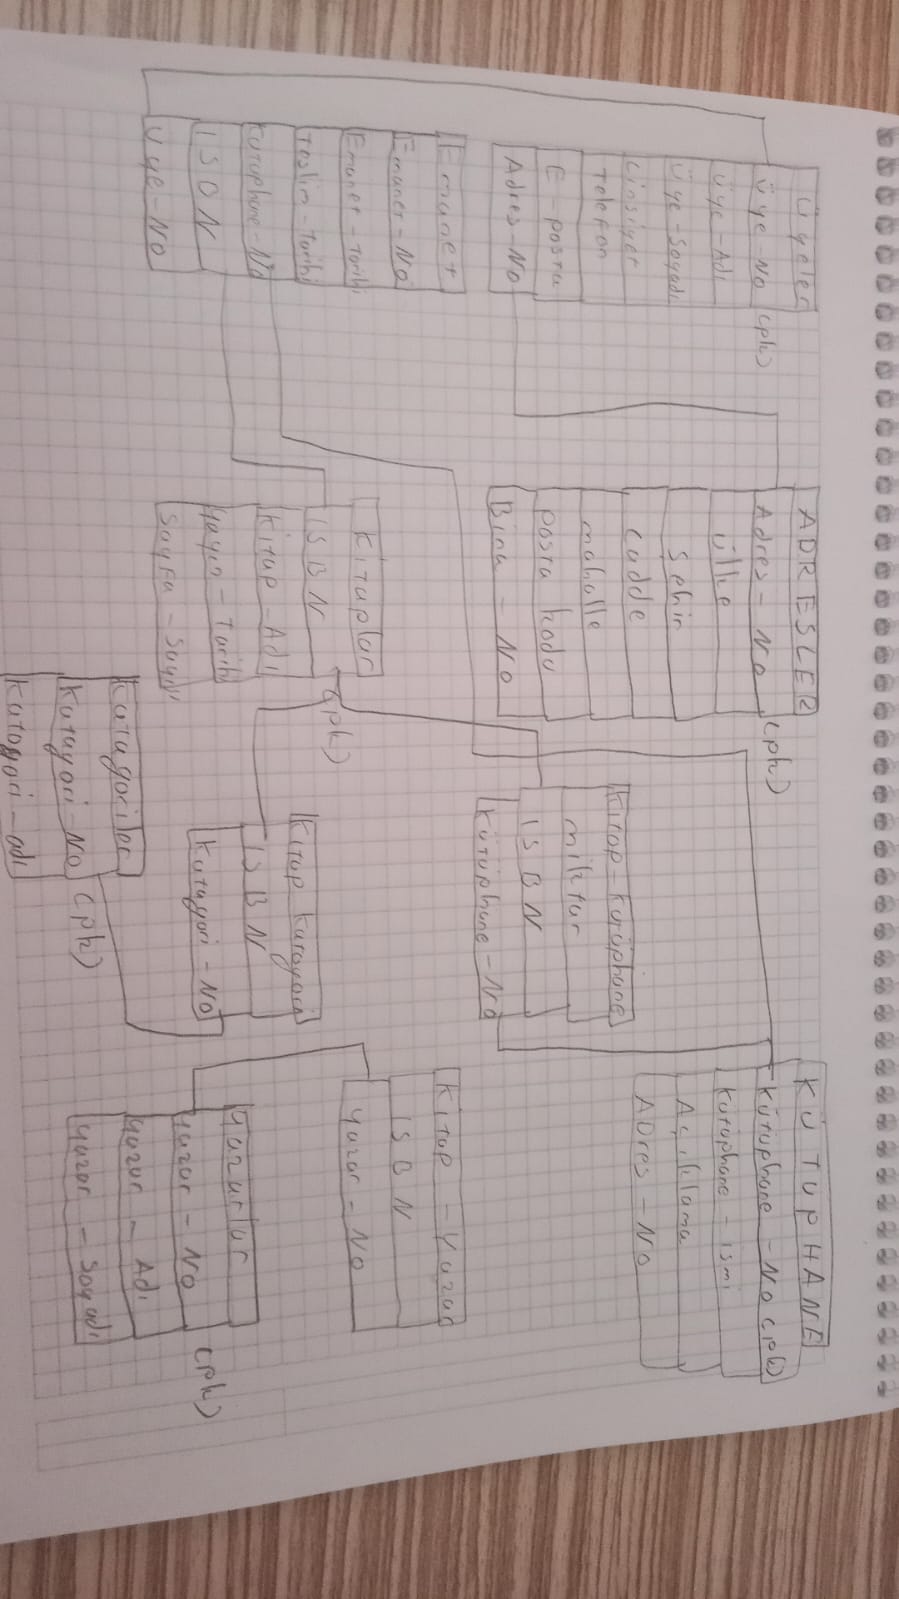 Üyeler
Üye-No (pk)
Üye-Adı
Üye-Soyadı
Cinsiyet
Telefon
E-posta
Adres-No
ADRESLER
Adres-No (pk)
ülke
Şehir
cadde
mahalle
posta kodu
Bina-No
KÜTUPHANE
Kütüphane-No (pk)
Kütüphane-ismi
Açıklama
ADres-No
Kitap-Kütüphane
miktar
ISBN
Kütüphane-No
Emanet
Emanet-No
Emanet-Tarihi
Teslim-Tarihi
Kütüphane-No
ISBN
Üye-No
Kitaplar
ISBN (pk)
Kitap-Adı
Yayın-Tarihi
Sayfa-Sayısı
Kitap-Yazar
ISBN
Yazar-No
Kitap Katagori
ISBN
Katagori-No
Yazarlar
Yazar-No (pk)
Yazar-Adı
Yazar-Soyadı
Katagoriler
Katagori-No (pk)
Katogori-adı